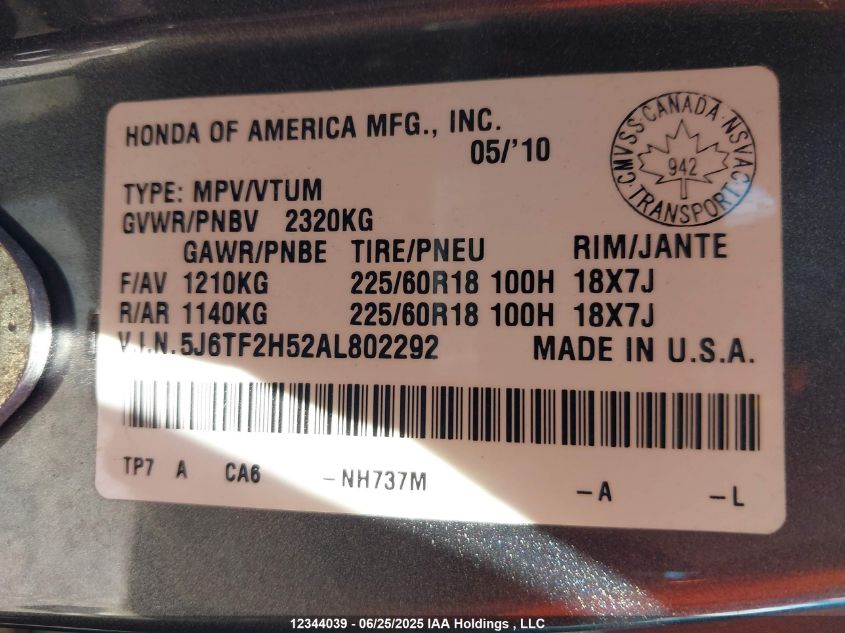 HONDA OF AMERICA MFG., INC.
05/'10
CMVSS CANADA NSVAC
942
TRANSPORT
TYPE: MPV/VTUM
GVWR/PNBV 2320KG
GAWR/PNBE TIRE/PNEU RIM/JANTE
F/AV 1210KG 225/60R18 100H 18X7J
R/AR 1140KG 225/60R18 100H 18X7J
V.I.N. 5J6TF2H52AL802292 MADE IN U.S.A.
TP7 A CA6 -NH737M -A -L
12344039 - 06/25/2025 IAA Holdings , LLC